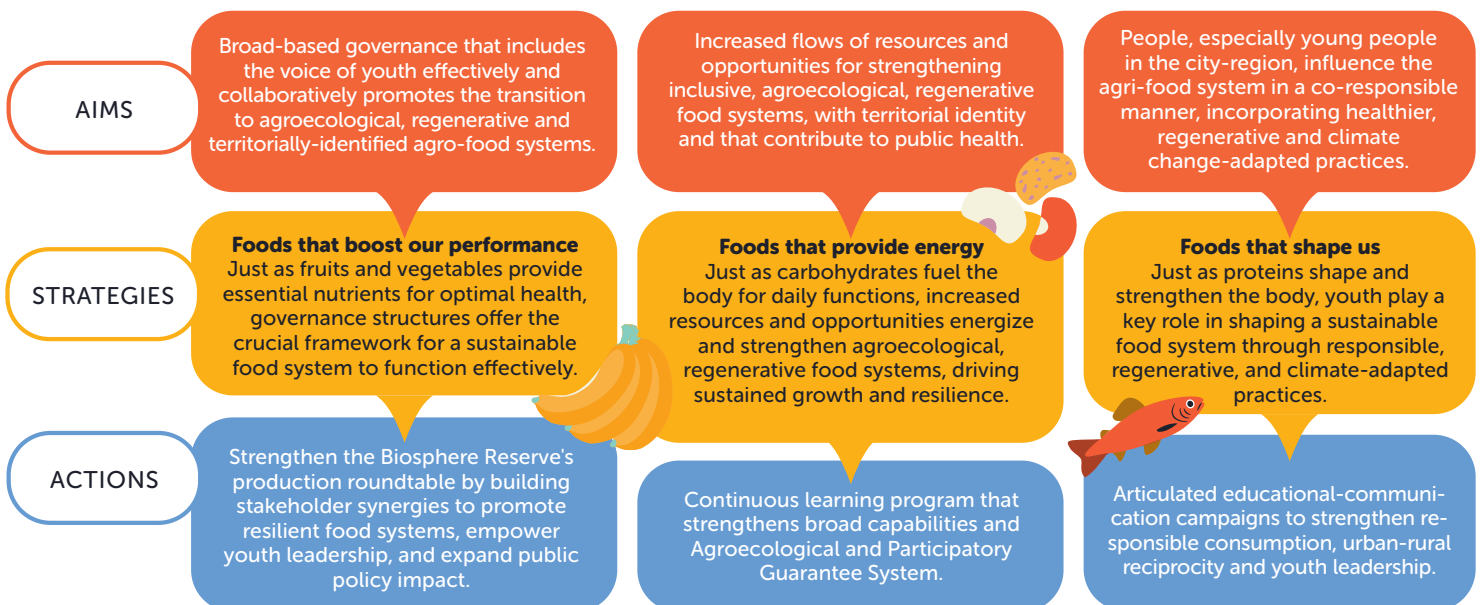 AIMS
Broad-based governance that includes
the voice of youth effectively and
collaboratively promotes the transition
to agroecological, regenerative and
territorially-identified agro-food systems.
Increased flows of resources and
opportunities for strengthening
inclusive, agroecological, regenerative
food systems, with territorial identity
and that contribute to public health.
People, especially young people
in the city-region, influence the
agri-food system in a co-responsible
manner, incorporating healthier,
regenerative and climate
change-adapted practices.
STRATEGIES
Foods that boost our performance
Just as fruits and vegetables provide
essential nutrients for optimal health,
governance structures offer the
crucial framework for a sustainable
food system to function effectively.
Foods that provide energy
Just as carbohydrates fuel the
body for daily functions, increased
resources and opportunities energize
and strengthen agroecological,
regenerative food systems, driving
sustained growth and resilience.
Foods that shape us
Just as proteins shape and
strengthen the body, youth play a
key role in shaping a sustainable
food system through responsible,
regenerative, and climate-adapted
practices.
ACTIONS
Strengthen the Biosphere Reserve's
production roundtable by building
stakeholder synergies to promote
resilient food systems, empower
youth leadership, and expand public
policy impact.
Continuous learning program that
strengthens broad capabilities and
Agroecological and Participatory
Guarantee System.
Articulated educational-communi-
cation campaigns to strengthen re-
sponsible consumption, urban-rural
reciprocity and youth leadership.